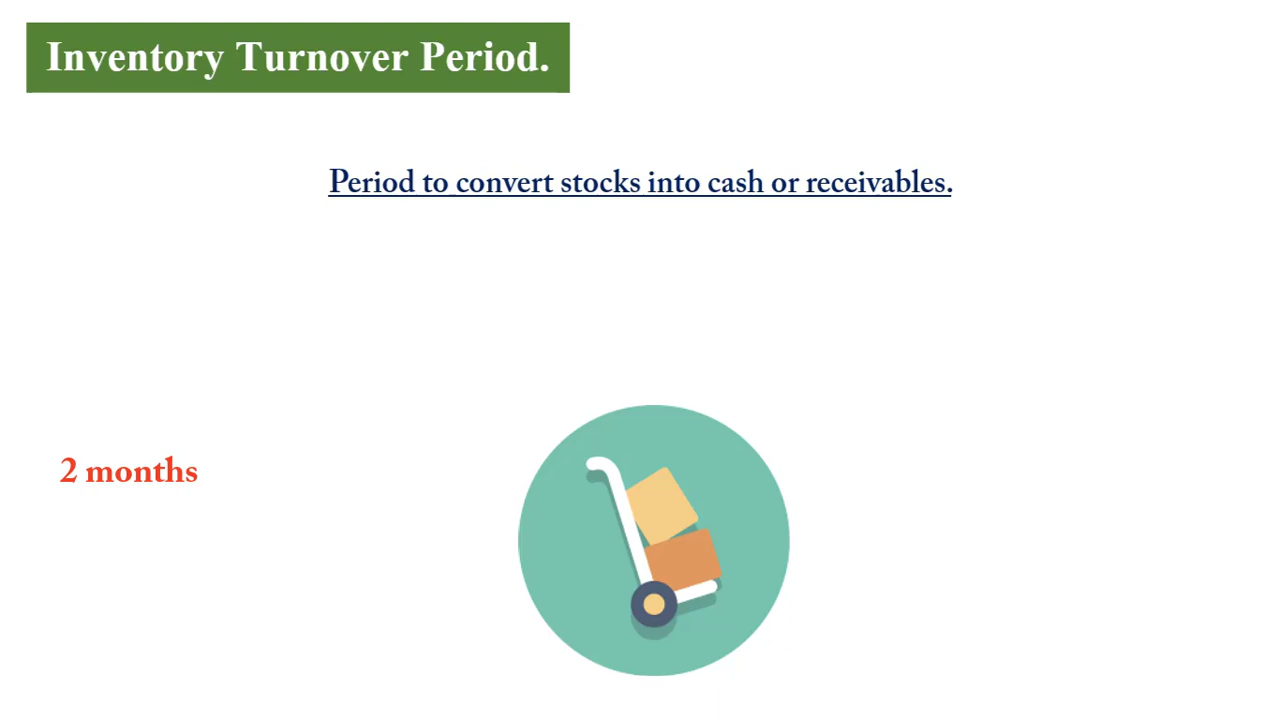 Inventory Turnover Period.
Period to convert stocks into cash or receivables.
2 months